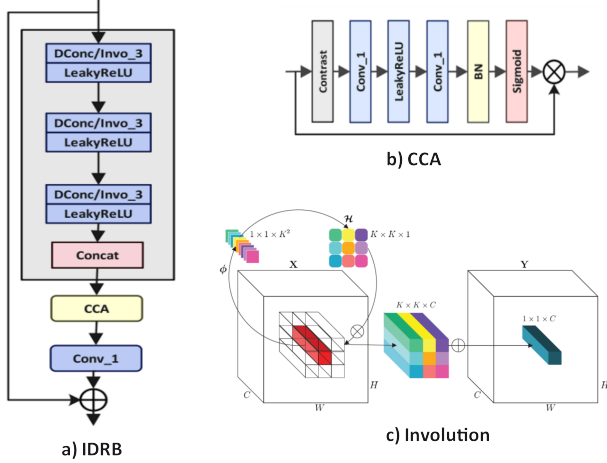 DConc/Invo_3
LeakyReLU
DConc/Invo_3
LeakyReLU
DConc/Invo_3
LeakyReLU
Concat
CCA
Conv_1
a) IDRB
Contrast
Conv_1
LeakyReLU
Conv_1
BN
Sigmoid
b) CCA
𝓗
1 × 1 × K²
K × K × 1
ϕ
X
K × K × C
Y
1 × 1 × C
H
C
W
H
C
W
c) Involution